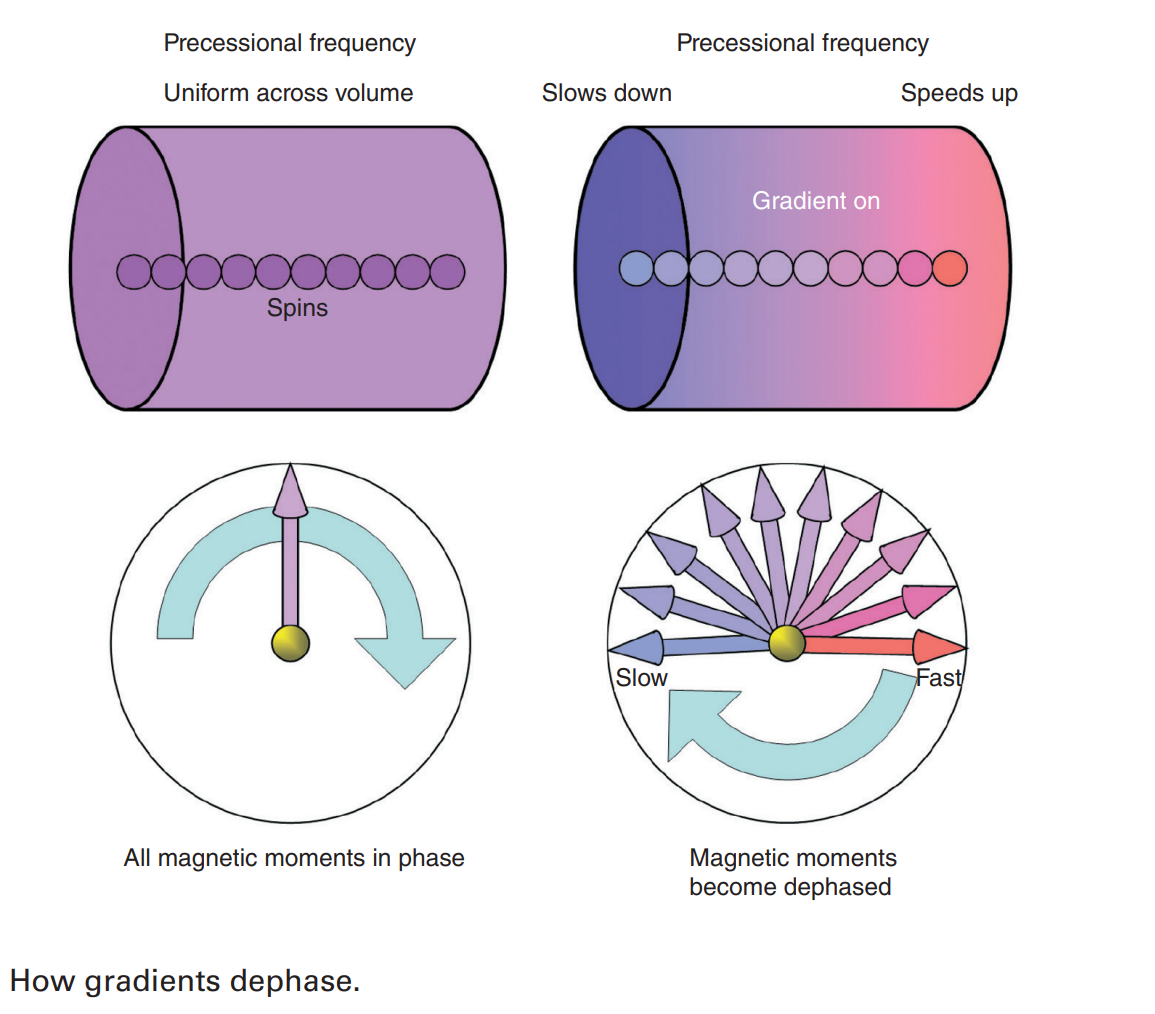 Precessional frequency
Uniform across volume
Spins
Precessional frequency
Slows down
Speeds up
Gradient on
All magnetic moments in phase
Slow
Fast
Magnetic moments
become dephased
How gradients dephase.